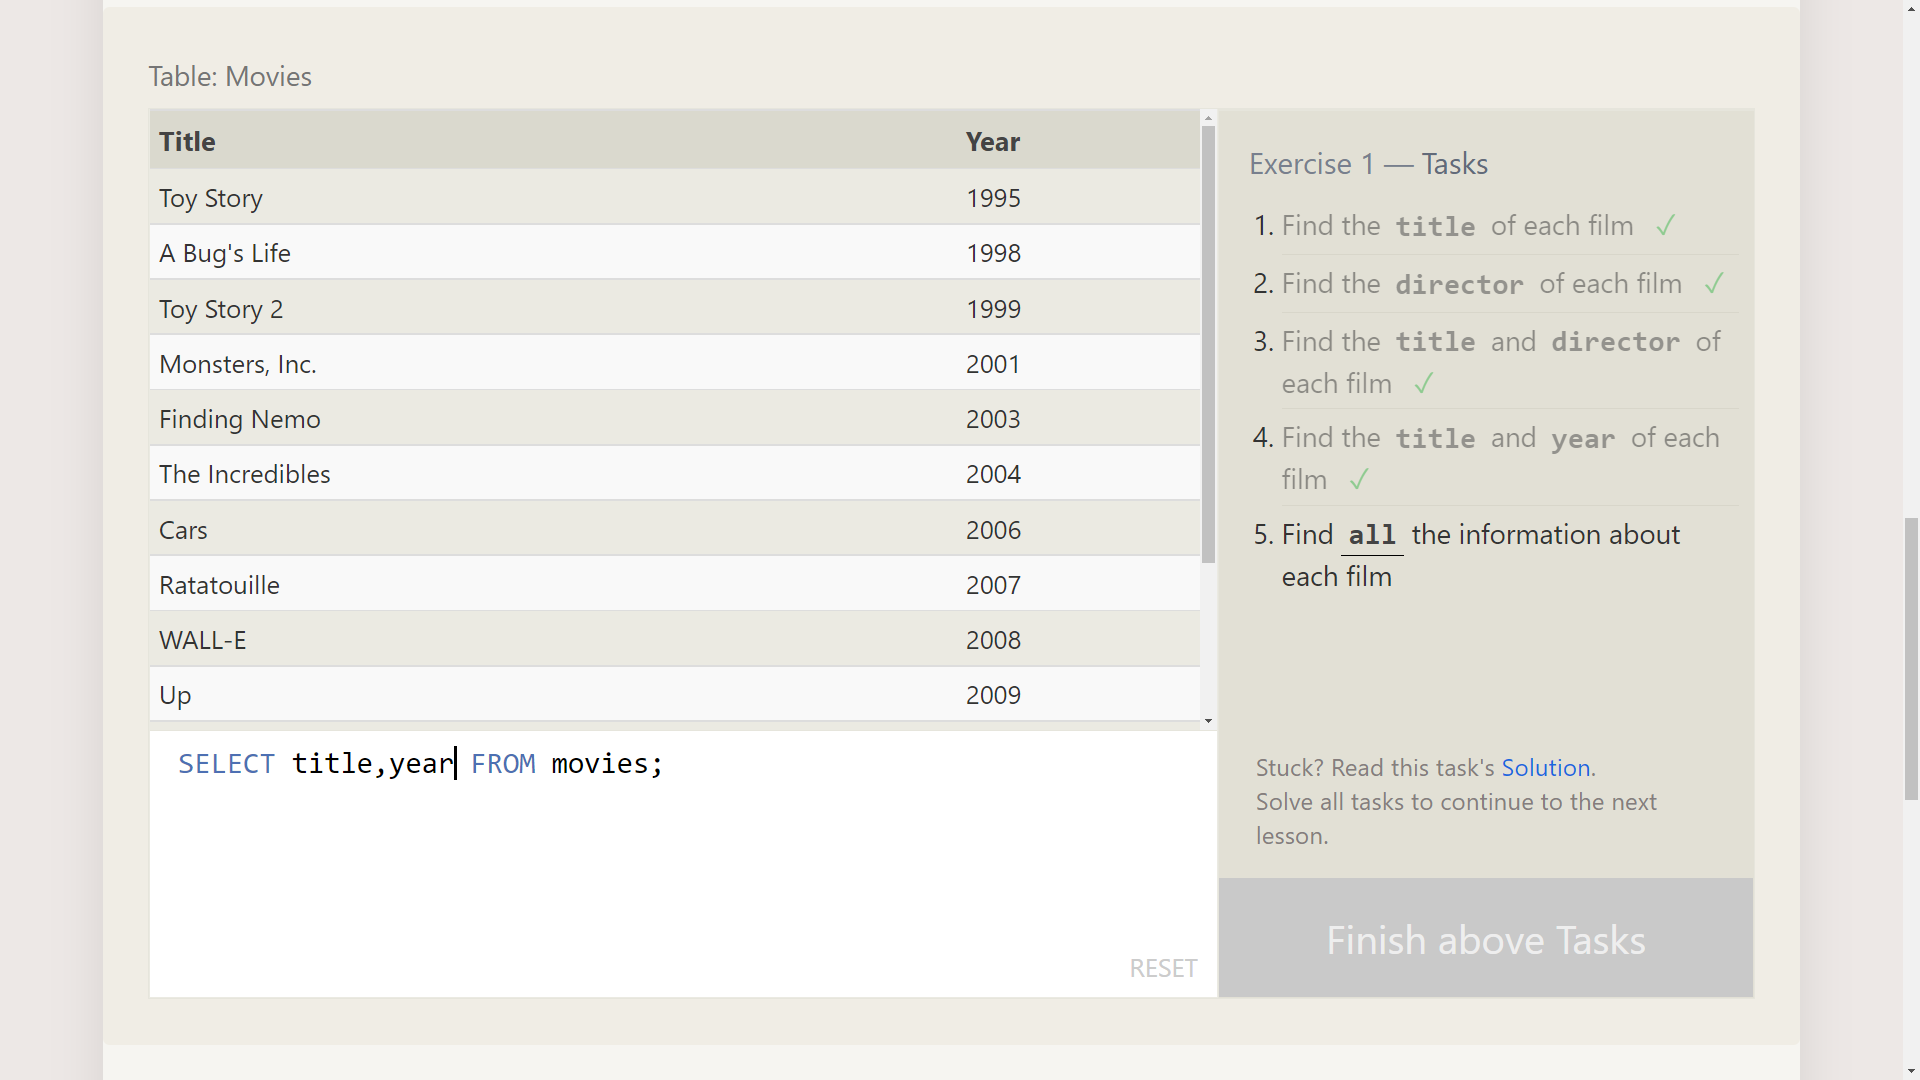 Table: Movies
Title Year
Toy Story 1995
A Bug's Life 1998
Toy Story 2 1999
Monsters, Inc. 2001
Finding Nemo 2003
The Incredibles 2004
Cars 2006
Ratatouille 2007
WALL-E 2008
Up 2009
SELECT title,year FROM movies;
RESET
Exercise 1 — Tasks
1. Find the title of each film ✓
2. Find the director of each film ✓
3. Find the title and director of
each film ✓
4. Find the title and year of each
film ✓
5. Find all the information about
each film
Stuck? Read this task's Solution.
Solve all tasks to continue to the next
lesson.
Finish above Tasks